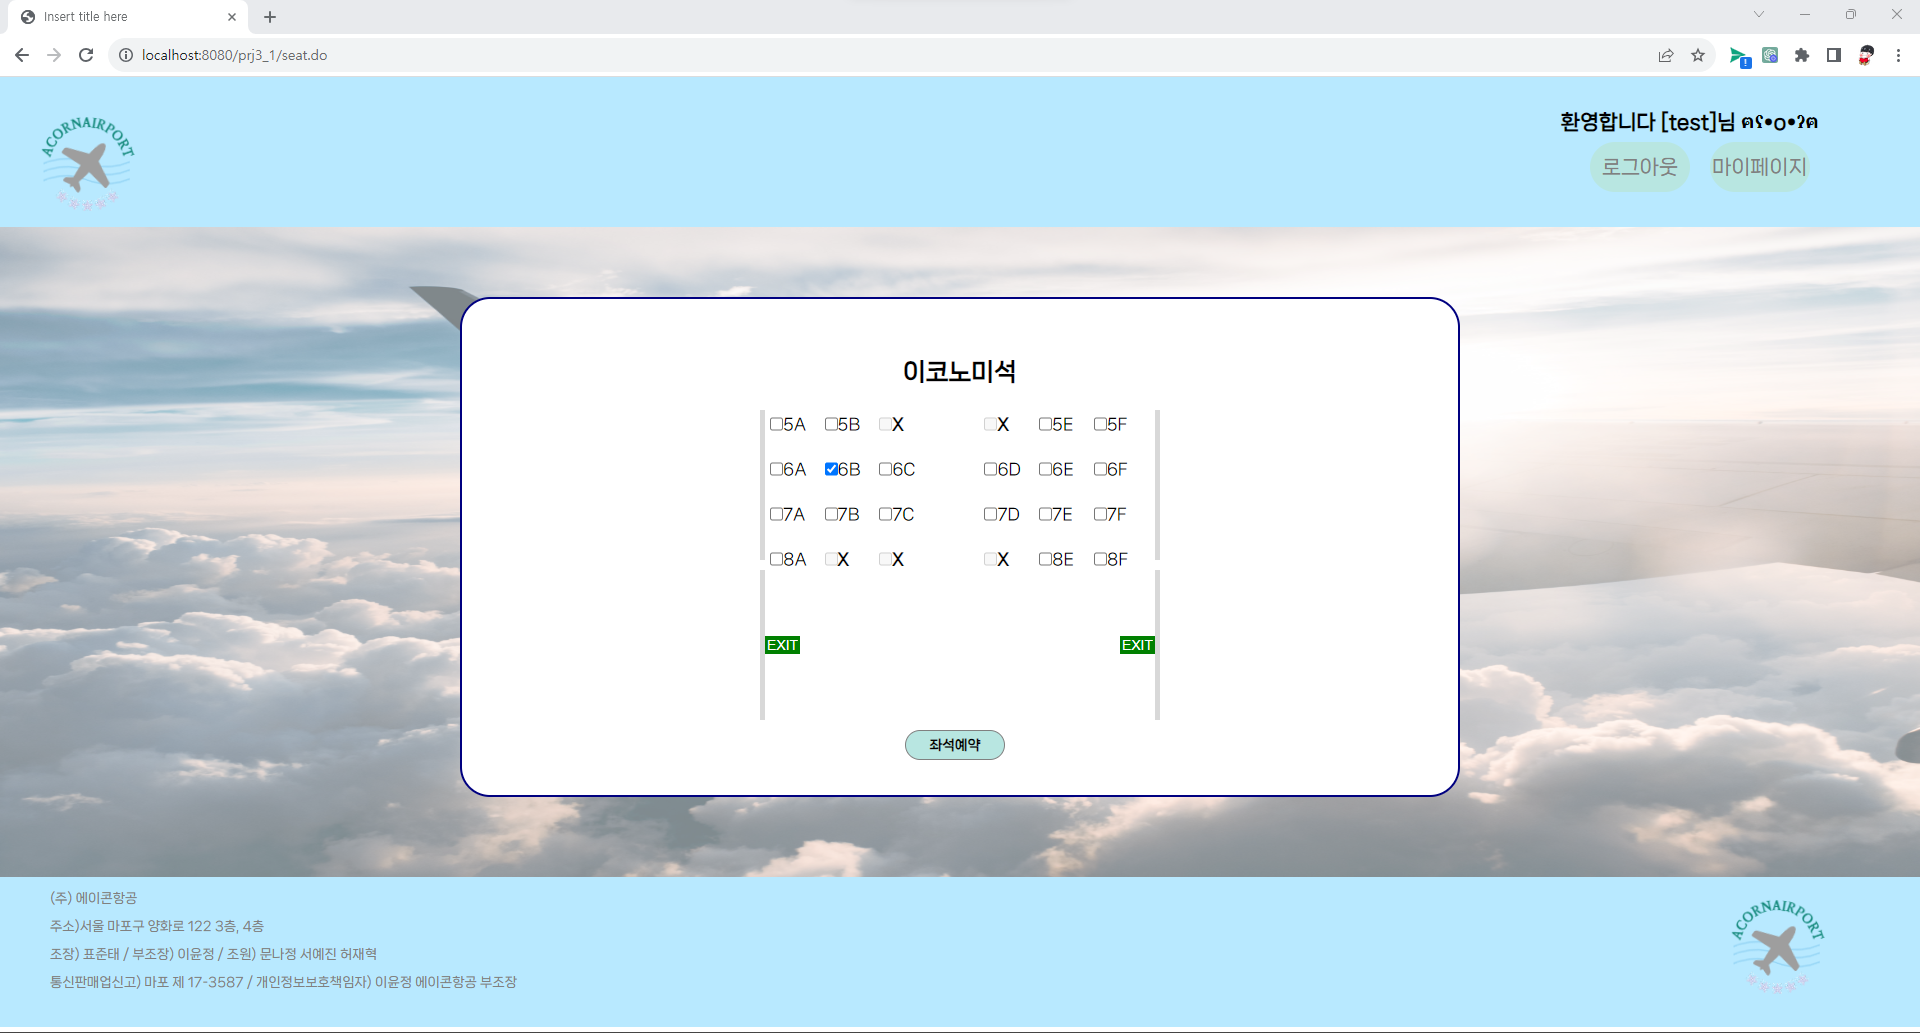 Insert title here
localhost:8080/prj3_1/seat.do
ACORNAIRPORT
환영합니다 [test]님 ฅʕ•o•ʔฅ
로그아웃 마이페이지
이코노미석
5A 5B X X 5E 5F
6A 6B 6C 6D 6E 6F
7A 7B 7C 7D 7E 7F
8A X X X 8E 8F
EXIT EXIT
좌석예약
(주) 에이콘항공
주소)서울 마포구 양화로 122 3층, 4층
조장) 표준태 / 부조장) 이윤정 / 조원) 문나정 서예진 허재혁
통신판매업신고) 마포 제 17-3587 / 개인정보보호책임자) 이윤정 에이콘항공 부조장
ACORNAIRPORT